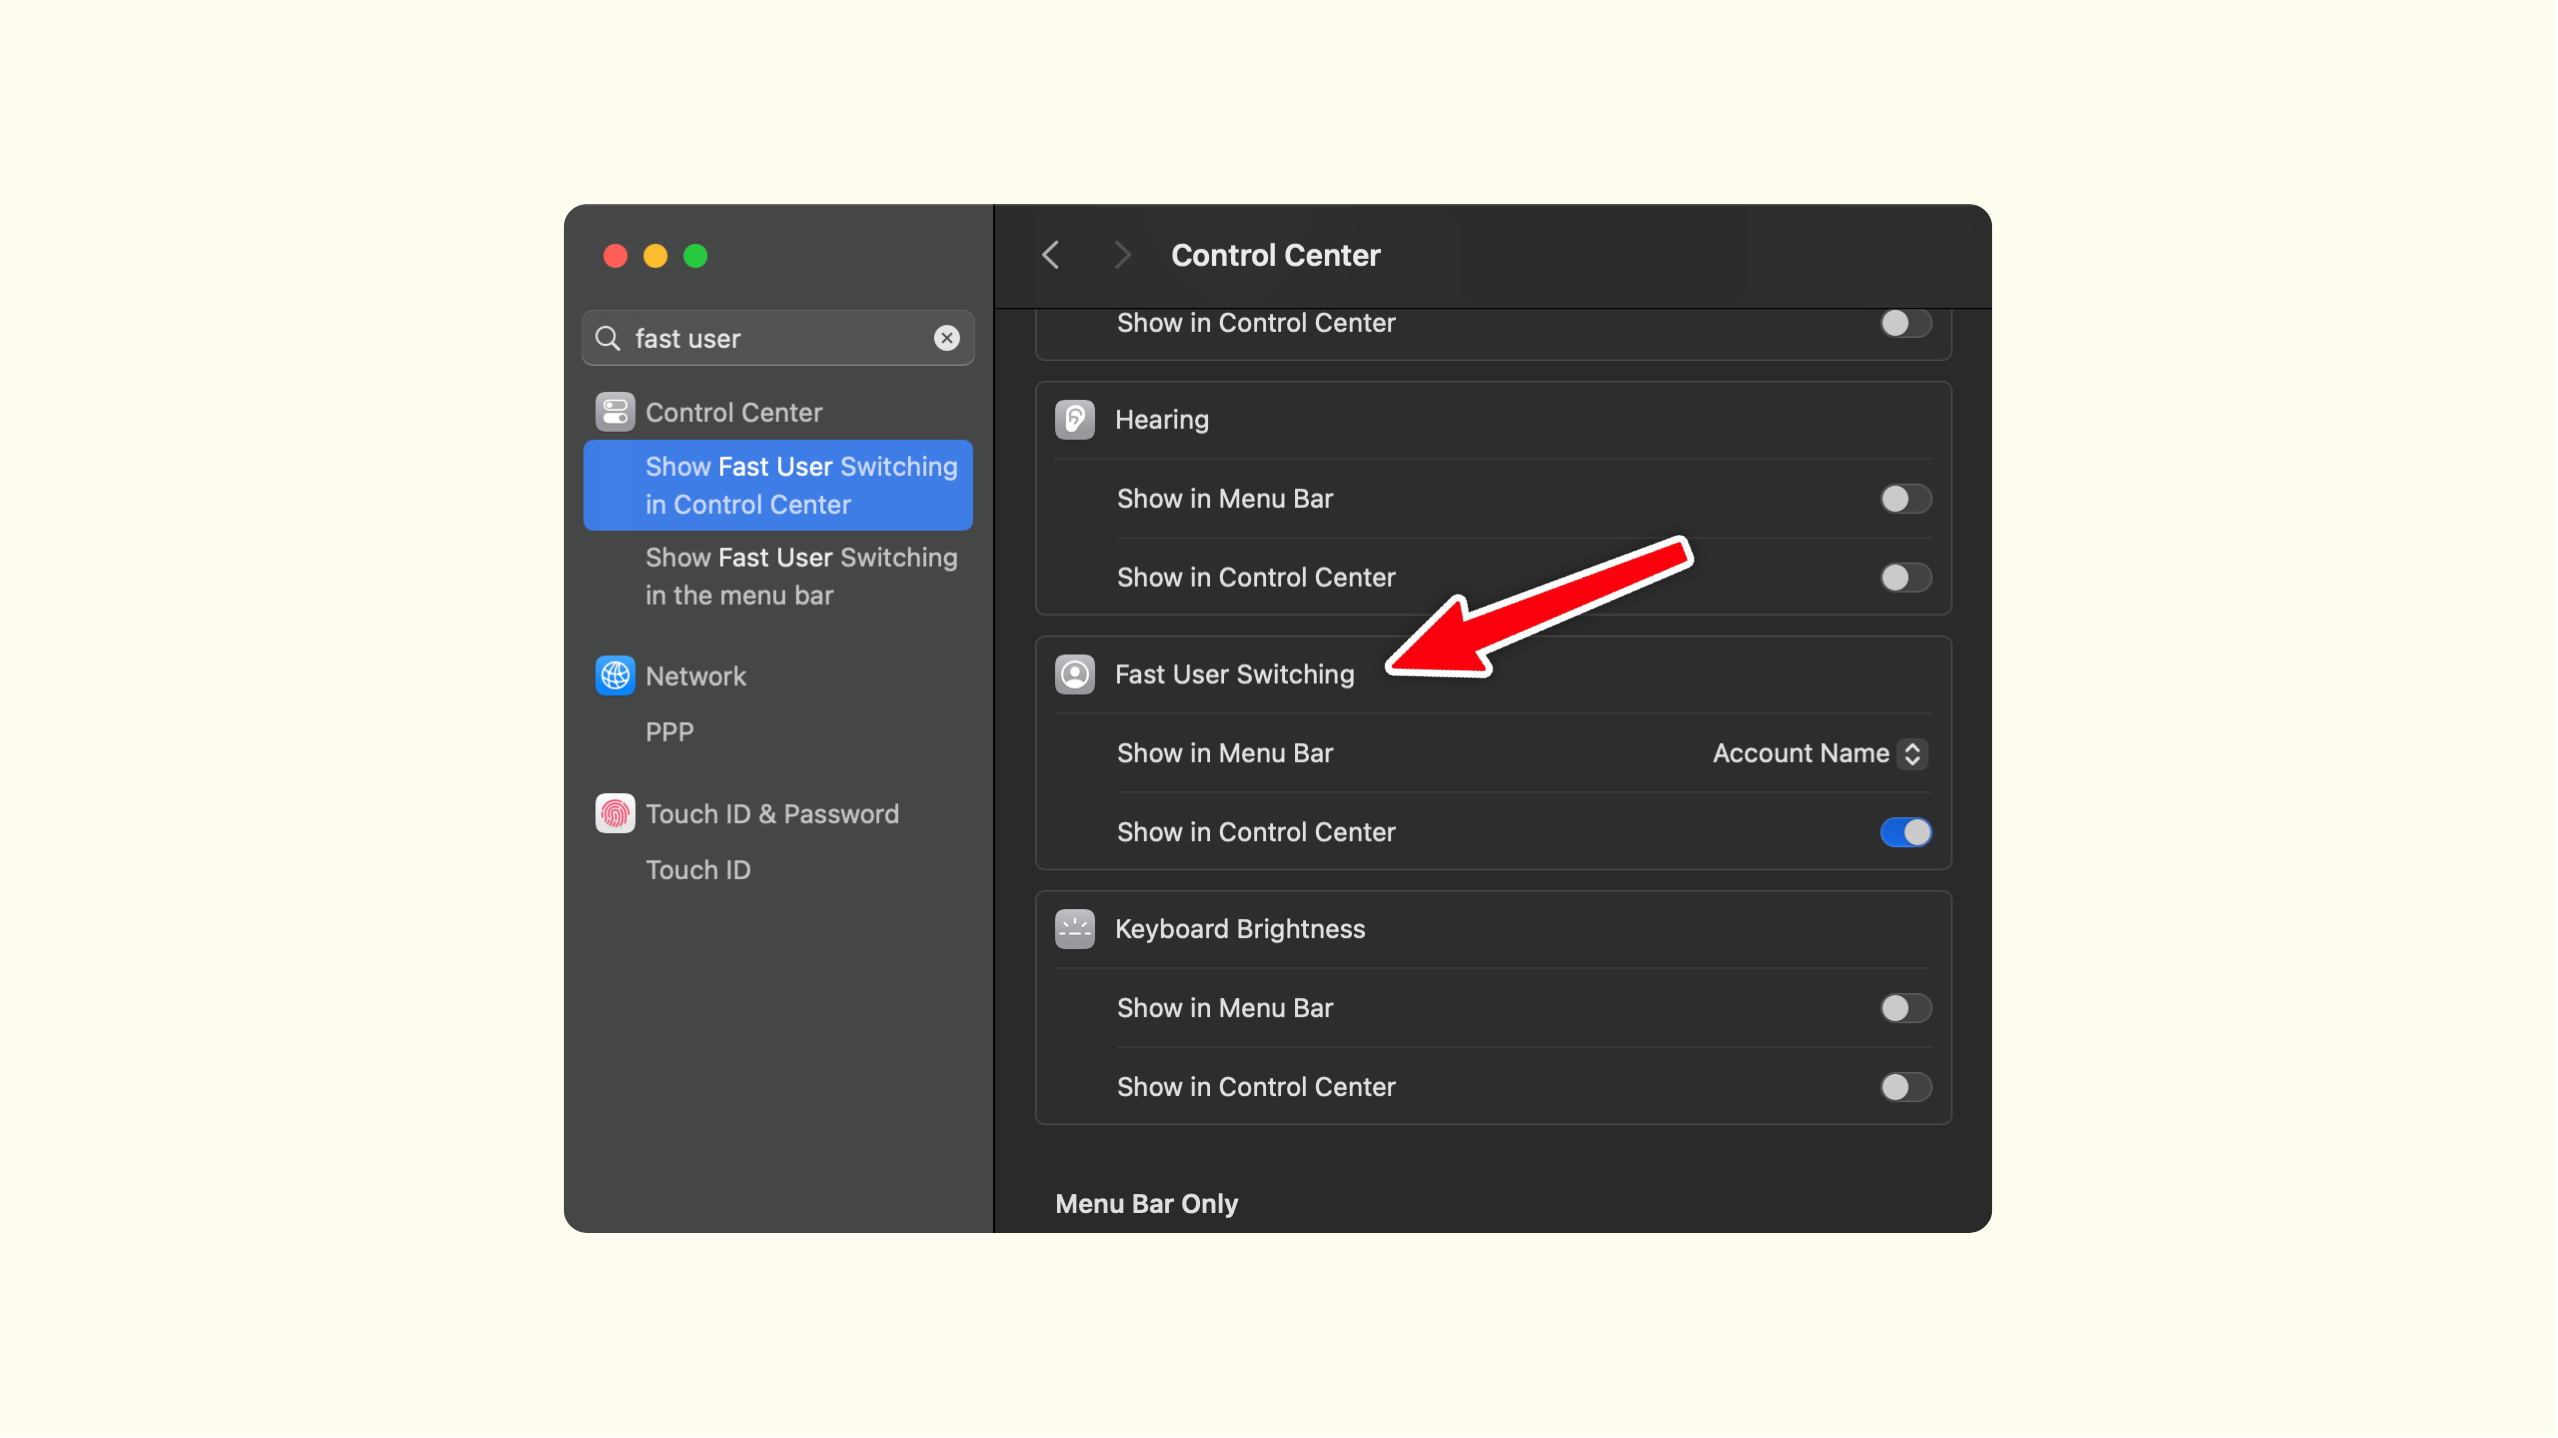 fast user
Control Center
Show Fast User Switching
in Control Center
Show Fast User Switching
in the menu bar
Network
PPP
Touch ID & Password
Touch ID
Control Center
Show in Control Center
Hearing
Show in Menu Bar
Show in Control Center
Fast User Switching
Show in Menu Bar Account Name
Show in Control Center
Keyboard Brightness
Show in Menu Bar
Show in Control Center
Menu Bar Only